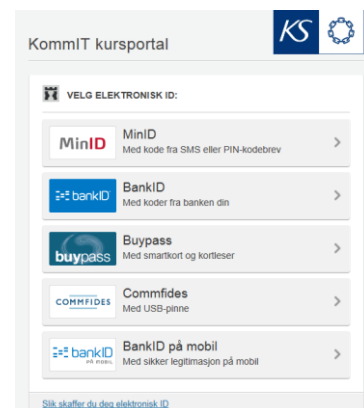 KommIT kursportal
KS
VELG ELEKTRONISK ID:
MinID
MinID
Med kode fra SMS eller PIN-kodebrev
bankID
BankID
Med koder fra banken din
buypass
Buypass
Med smartkort og kortleser
COMMFIDES
Commfides
Med USB-pinne
bankID
PÅ MOBIL
BankID på mobil
Med sikker legitimasjon på mobil
Slik skaffer du deg elektronisk ID